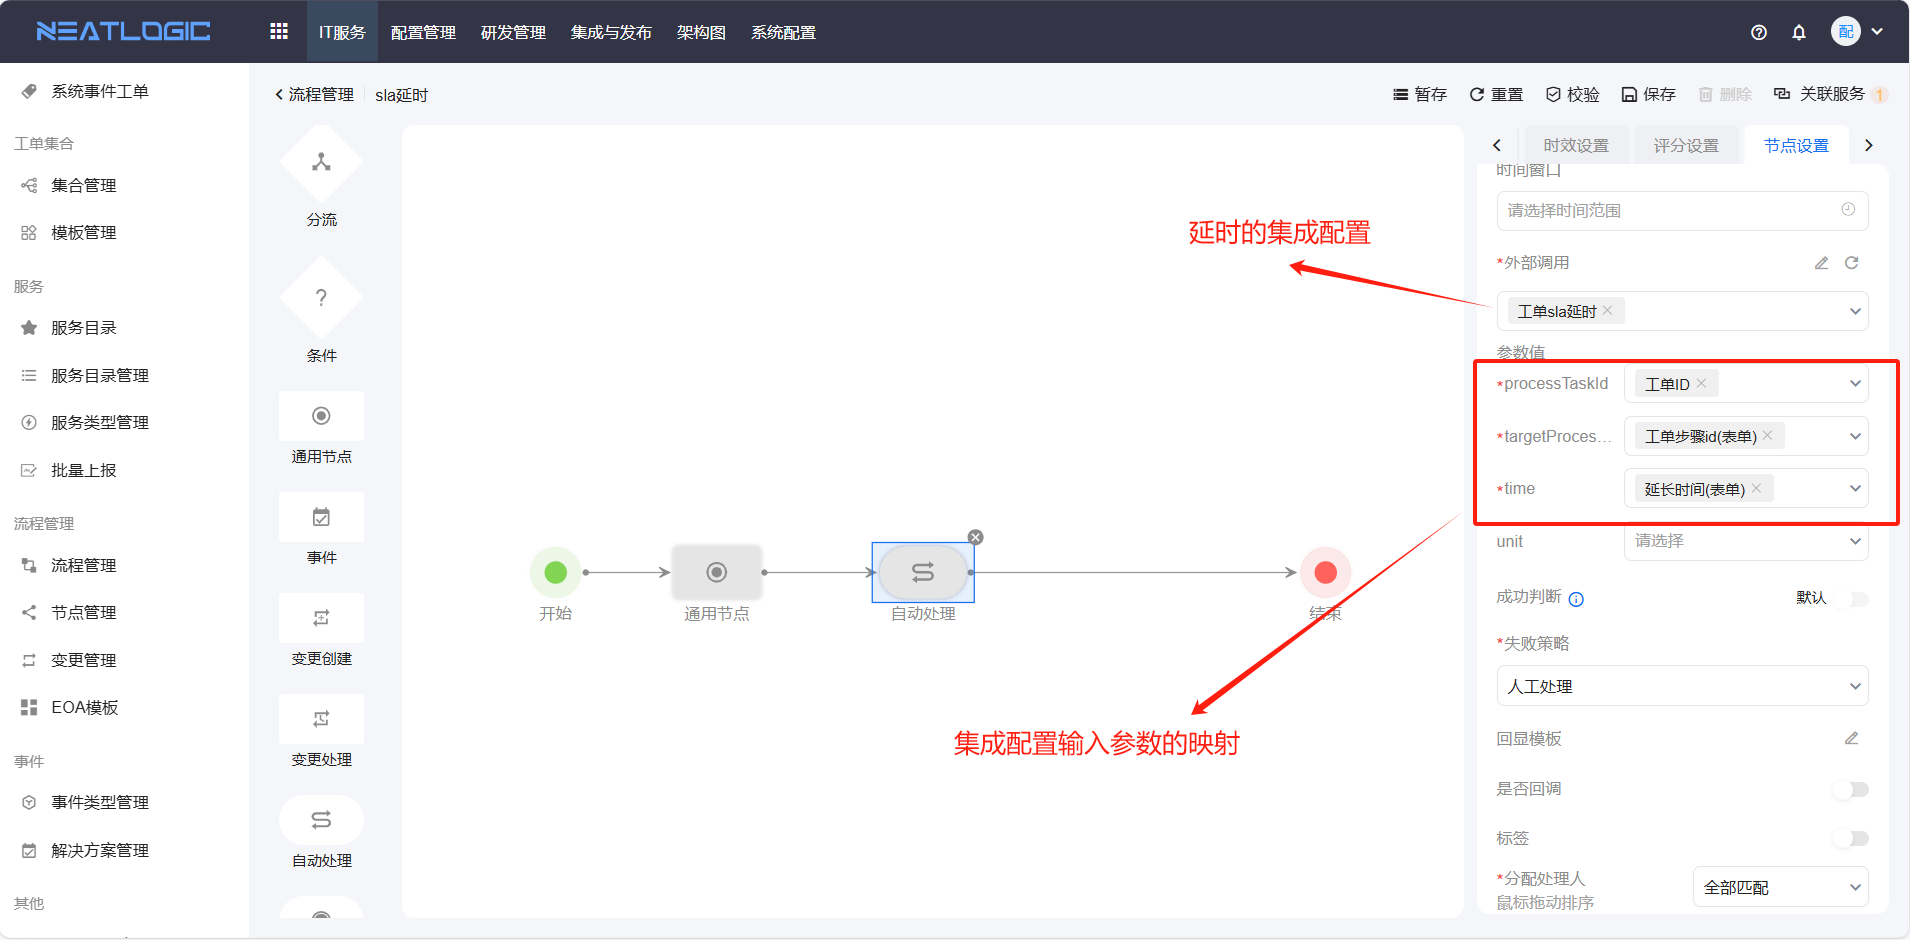 NEATLOGIC
IT服务
配置管理
研发管理
集成与发布
架构图
系统配置
配
系统事件工单
工单集合
集合管理
模板管理
服务
服务目录
服务目录管理
服务类型管理
批量上报
流程管理
流程管理
节点管理
变更管理
EOA模板
事件
事件类型管理
解决方案管理
其他
流程管理
sla延时
暂存
重置
校验
保存
删除
关联服务 1
分流
条件
通用节点
事件
变更创建
变更处理
自动处理
开始
通用节点
自动处理
结束
延时的集成配置
集成配置输入参数的映射
时效设置
评分设置
节点设置
时间窗口
请选择时间范围
*外部调用
工单sla延时
参数值
*processTaskId
工单ID
*targetProces...
工单步骤id(表单)
*time
延长时间(表单)
unit
请选择
成功判断
默认
*失败策略
人工处理
回显模板
是否回调
标签
*分配处理人
鼠标拖动排序
全部匹配